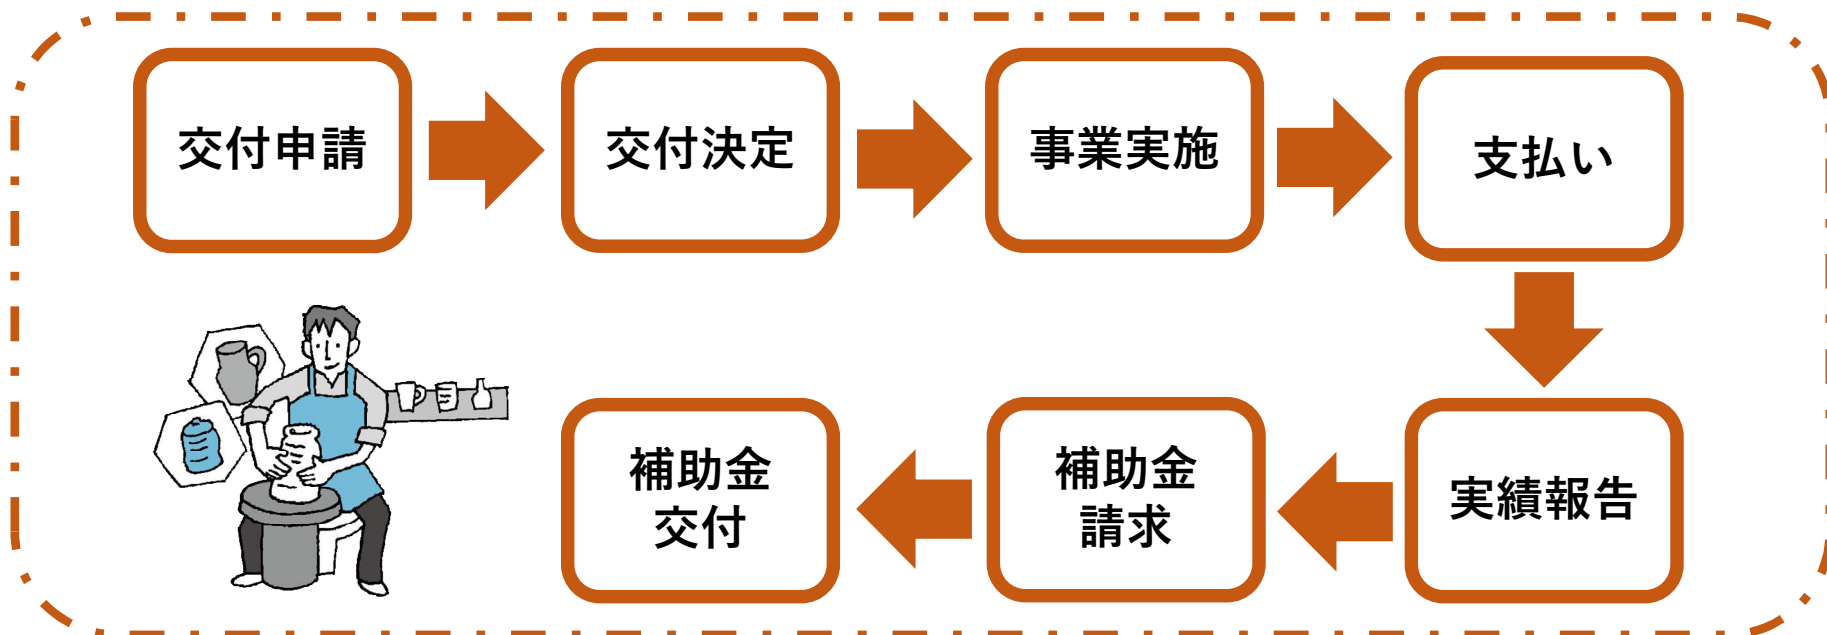 交付申請
交付決定
事業実施
支払い
実績報告
補助金
請求
補助金
交付